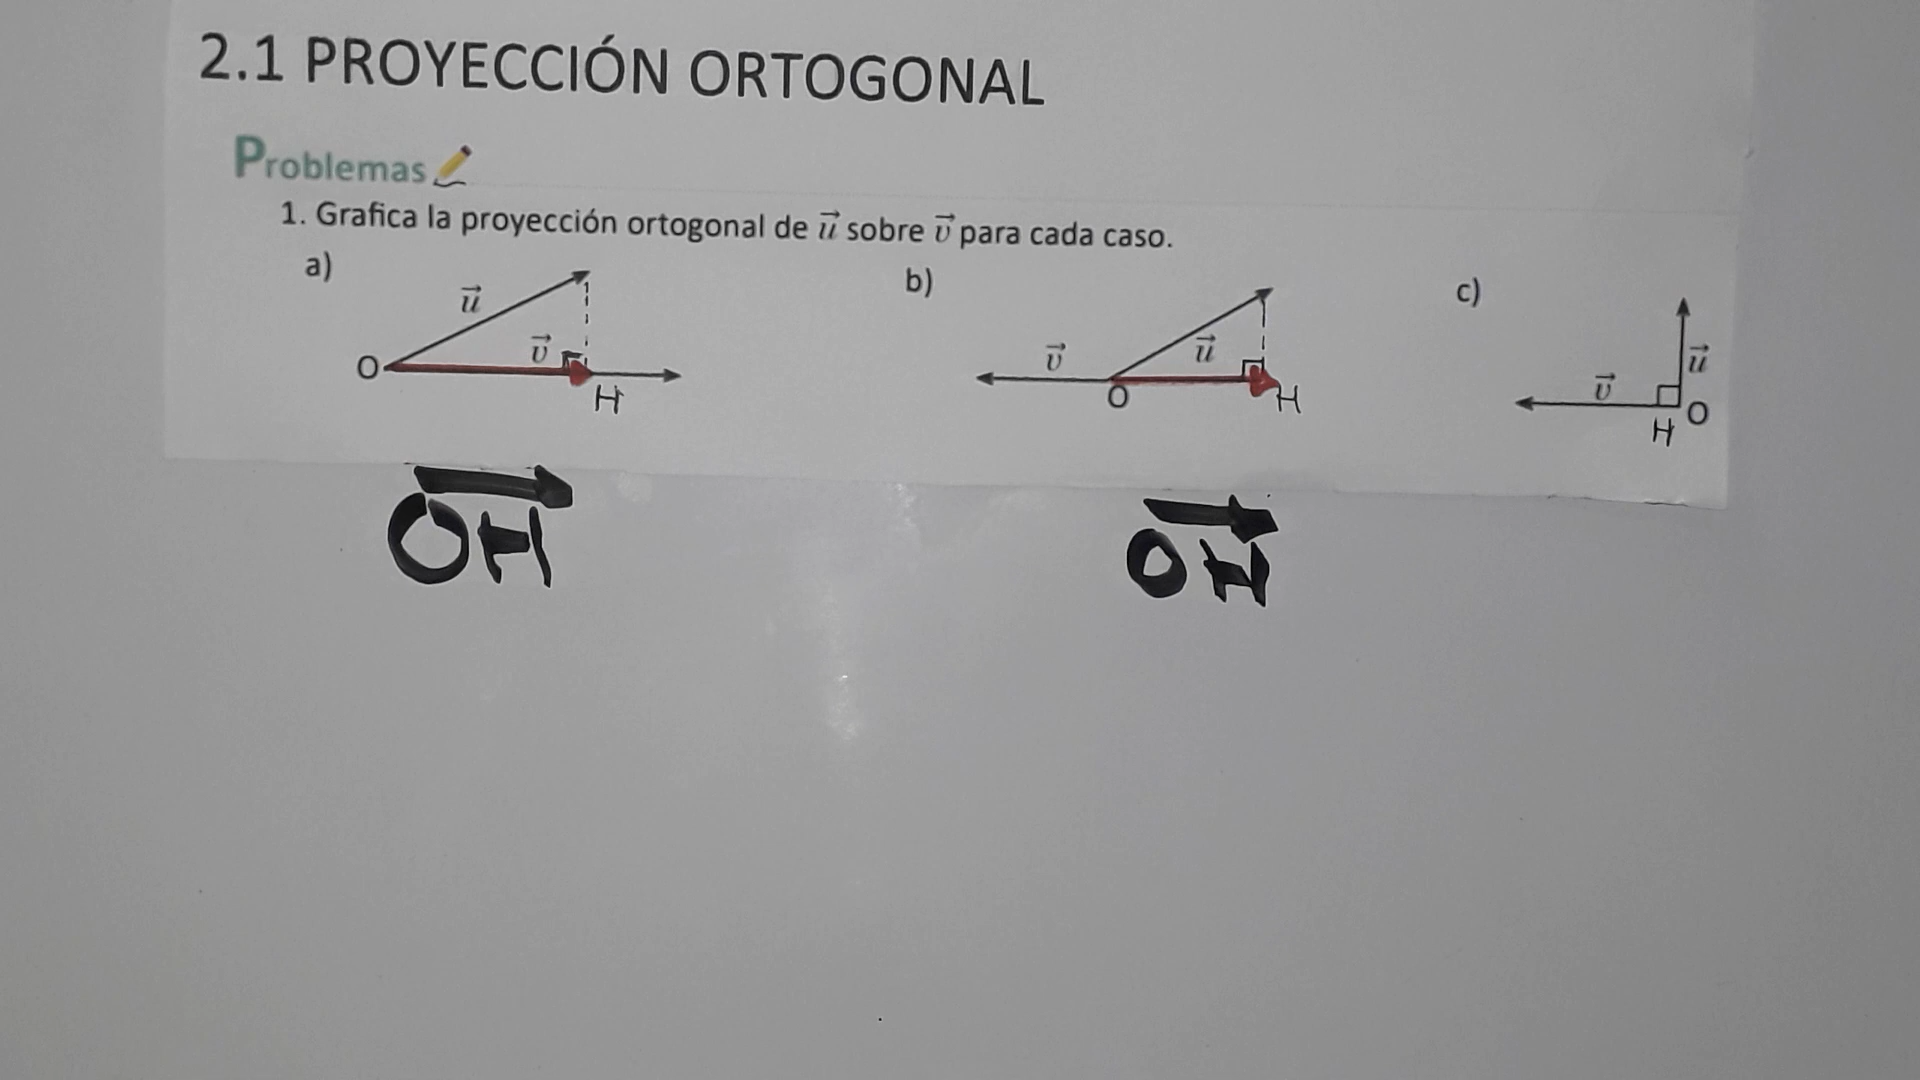 2.1 PROYECCIÓN ORTOGONAL
Problemas
1. Grafica la proyección ortogonal de u⃗ sobre v⃗ para cada caso.
a)
u⃗
v⃗
O
H
b)
v⃗
u⃗
O
H
c)
u⃗
v⃗
O
H
OH⃗
OH⃗